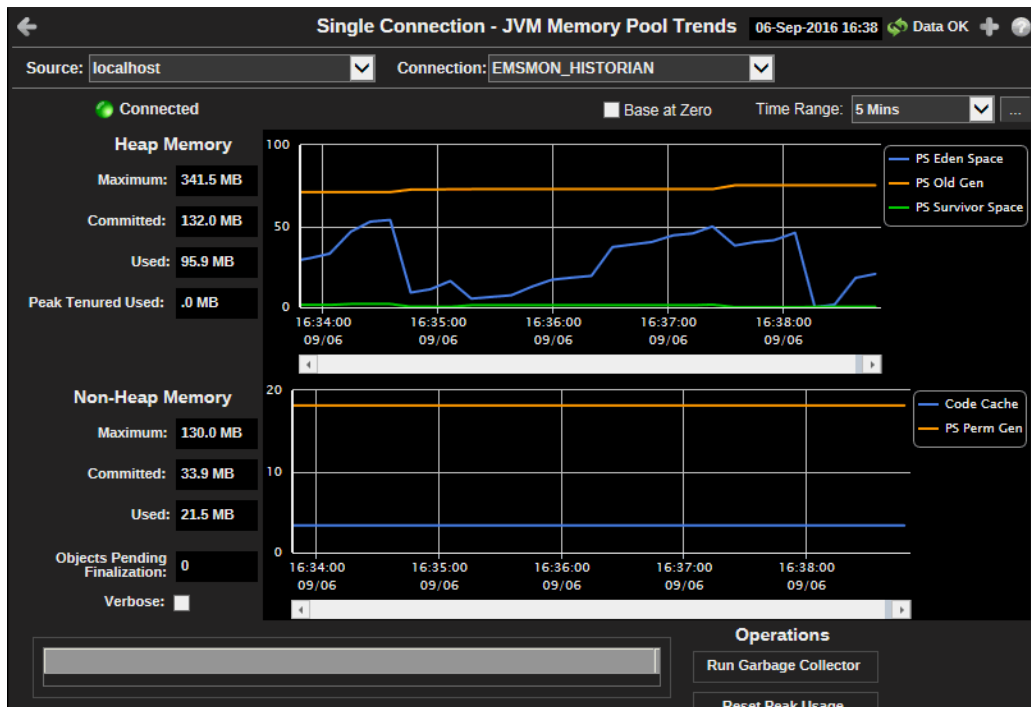 Single Connection - JVM Memory Pool Trends 06-Sep-2016 16:38 Data OK ?
Source: localhost Connection: EMSMON_HISTORIAN
Connected Base at Zero Time Range: 5 Mins ...
Heap Memory
Maximum: 341.5 MB
Committed: 132.0 MB
Used: 95.9 MB
Peak Tenured Used: .0 MB
100
50
0
16:34:00 16:35:00 16:36:00 16:37:00 16:38:00
09/06 09/06 09/06 09/06 09/06
PS Eden Space
PS Old Gen
PS Survivor Space
Non-Heap Memory
Maximum: 130.0 MB
Committed: 33.9 MB
Used: 21.5 MB
Objects Pending
Finalization: 0
Verbose:
20
10
0
16:34:00 16:35:00 16:36:00 16:37:00 16:38:00
09/06 09/06 09/06 09/06 09/06
Code Cache
PS Perm Gen
Operations
Run Garbage Collector
Reset Peak Usage